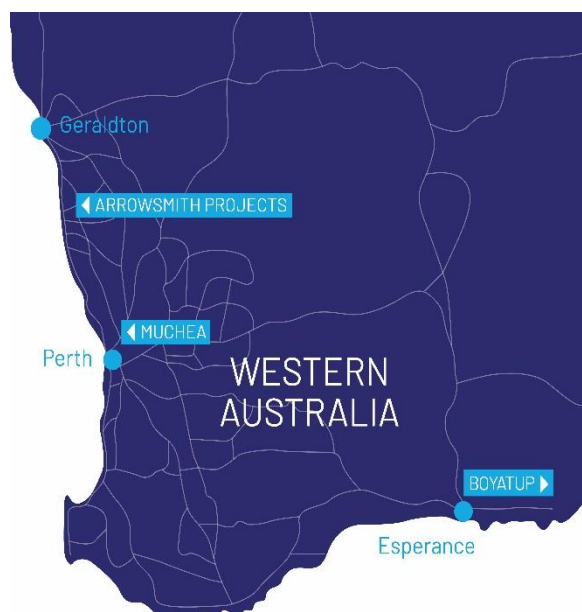 Geraldton
ARROWSMITH PROJECTS
MUCHEA
Perth
WESTERN
AUSTRALIA
BOYATUP
Esperance